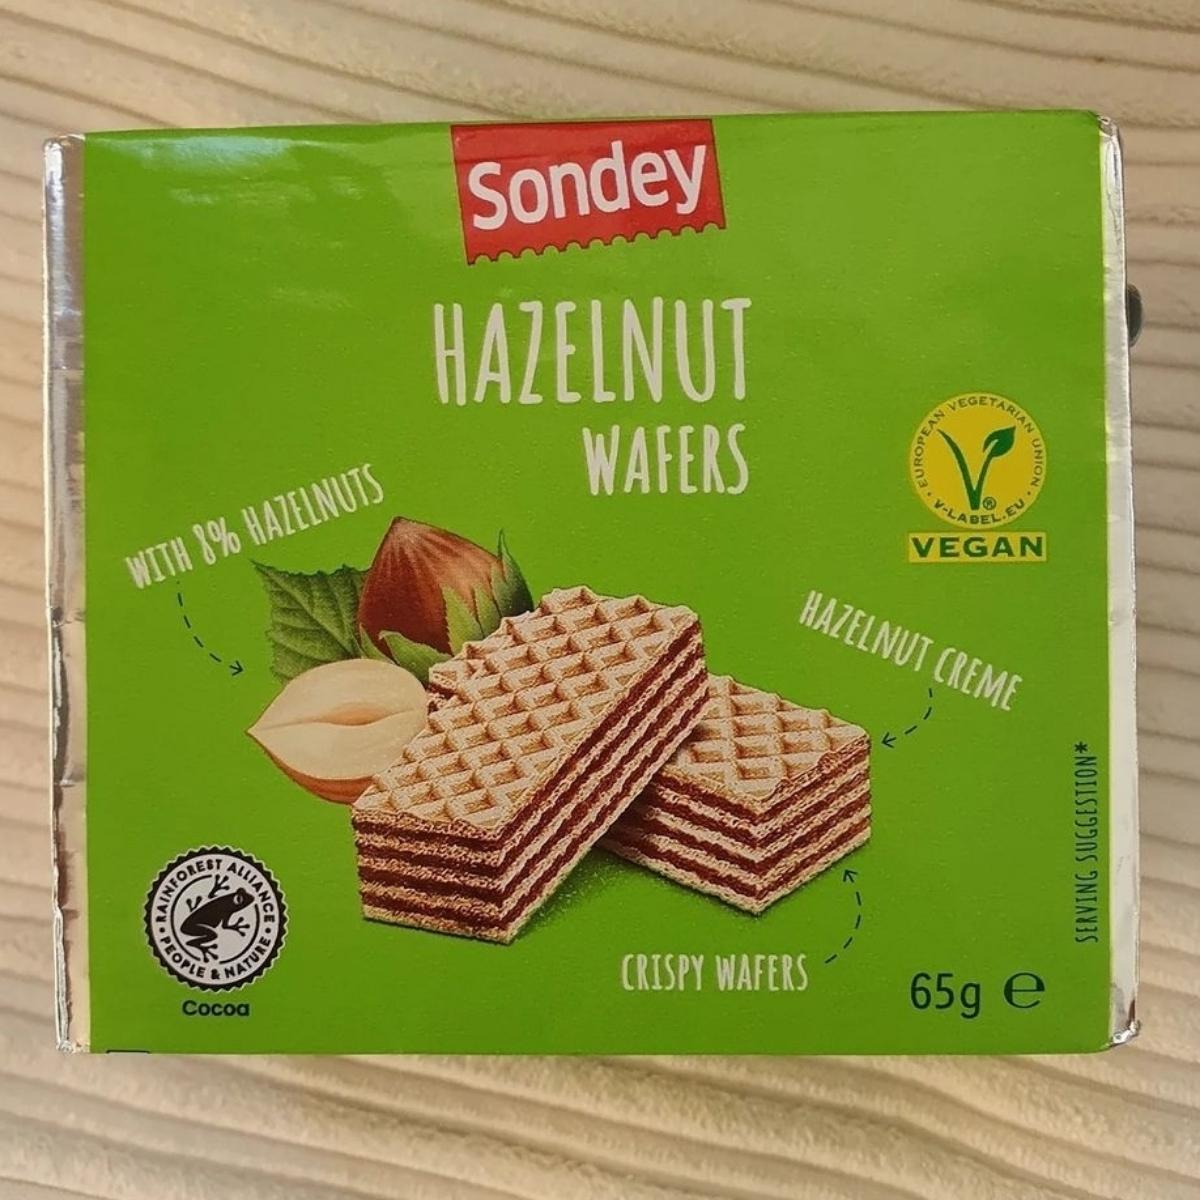 Sondey
HAZELNUT
WAFERS
WITH 8% HAZELNUTS
EUROPEAN VEGETARIAN UNION
V-LABEL.EU
®
VEGAN
HAZELNUT CREME
SERVING SUGGESTION*
RAINFOREST ALLIANCE
PEOPLE & NATURE
Cocoa
CRISPY WAFERS
65g ℮